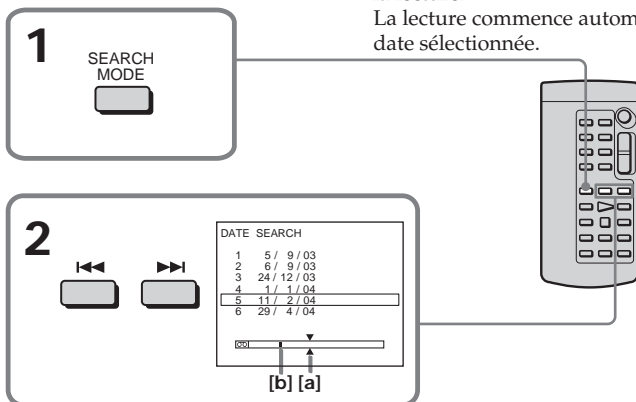 La lecture commence autom
date sélectionnée.
1
SEARCH
MODE
2
DATE SEARCH
1 5 / 9 / 03
2 6 / 9 / 03
3 24 / 12 / 03
4 1 / 1 / 04
5 11 / 2 / 04
6 29 / 4 / 04
[b] [a]